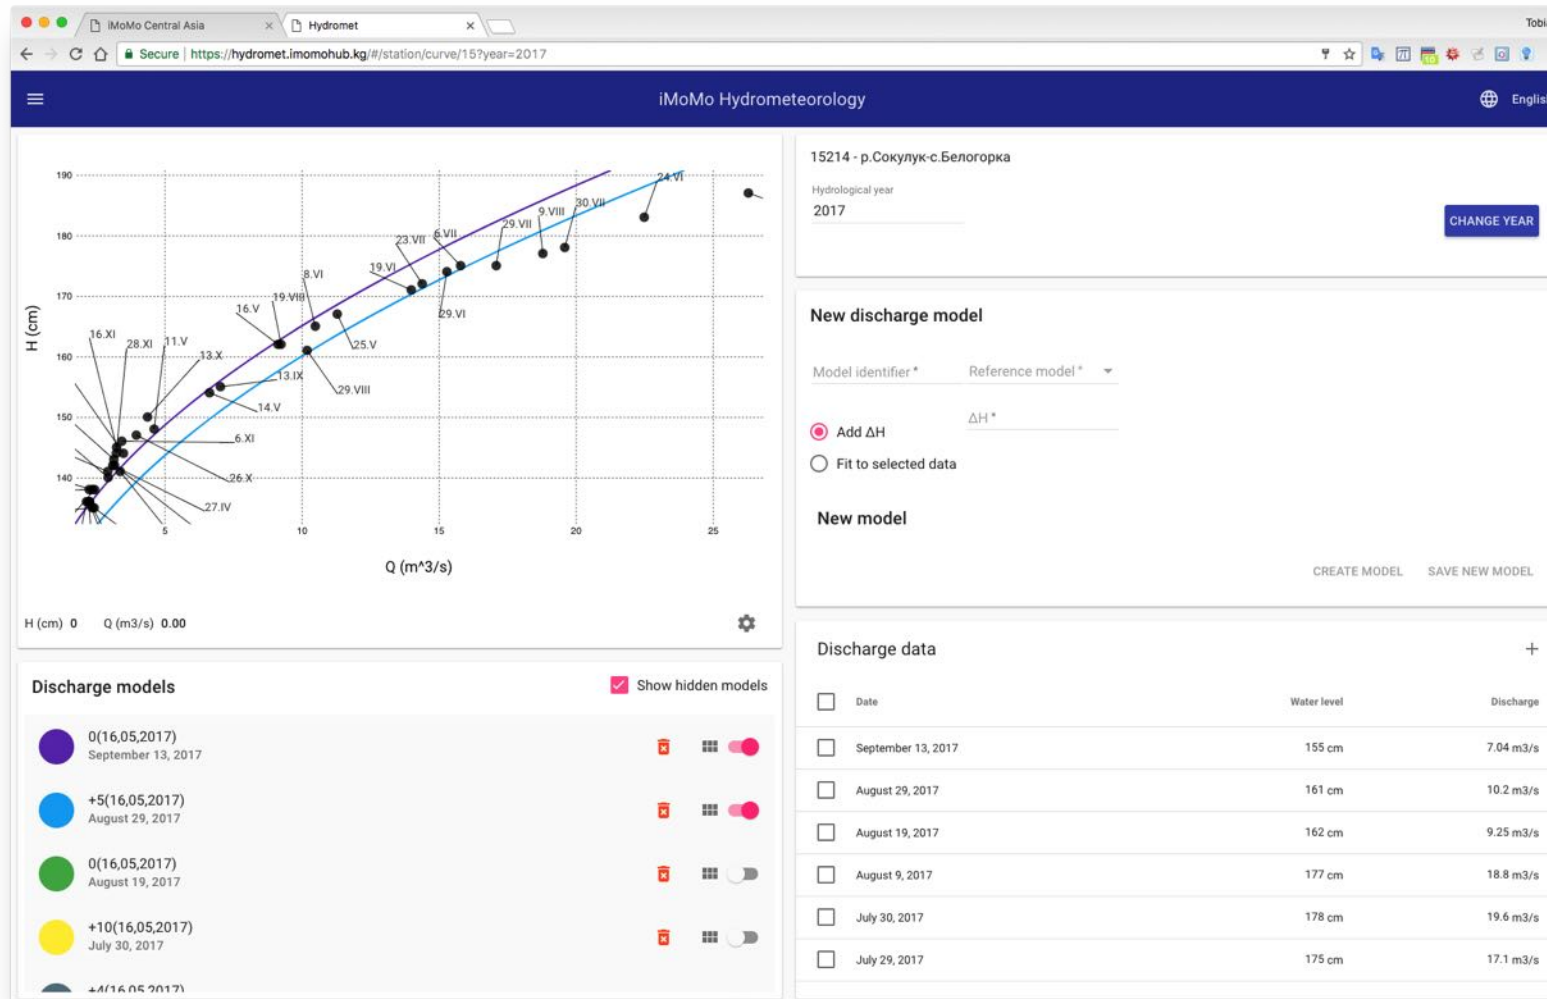 iMoMo Central Asia
Hydromet
Secure | https://hydromet.imomohub.kg/#/station/curve/15?year=2017
10
iMoMo Hydrometeorology
15214 - р.Сокулук-с.Белогорка
Hydrological year
2017
CHANGE YEAR
190
180
170
160
150
140
H (cm)
24.VI
30.VII
9.VIII
29.VII
6.VII
23.VII
19.VI
29.VI
8.VI
19.VIII
16.V
25.V
16.XI
28.XI
11.V
13.X
13.IX
29.VIII
14.V
6.XI
26.X
27.IV
5
10
15
20
25
Q (m^3/s)
H (cm) 0 Q (m3/s) 0.00
New discharge model
Model identifier *
Reference model *
Add ΔH
ΔH *
Fit to selected data
New model
CREATE MODEL
SAVE NEW MODEL
Discharge models
Show hidden models
0(16,05,2017)
September 13, 2017
+5(16,05,2017)
August 29, 2017
0(16,05,2017)
August 19, 2017
+10(16,05,2017)
July 30, 2017
+4(16,05,2017)
Discharge data
Date Water level Discharge
September 13, 2017 155 cm 7.04 m3/s
August 29, 2017 161 cm 10.2 m3/s
August 19, 2017 162 cm 9.25 m3/s
August 9, 2017 177 cm 18.8 m3/s
July 30, 2017 178 cm 19.6 m3/s
July 29, 2017 175 cm 17.1 m3/s